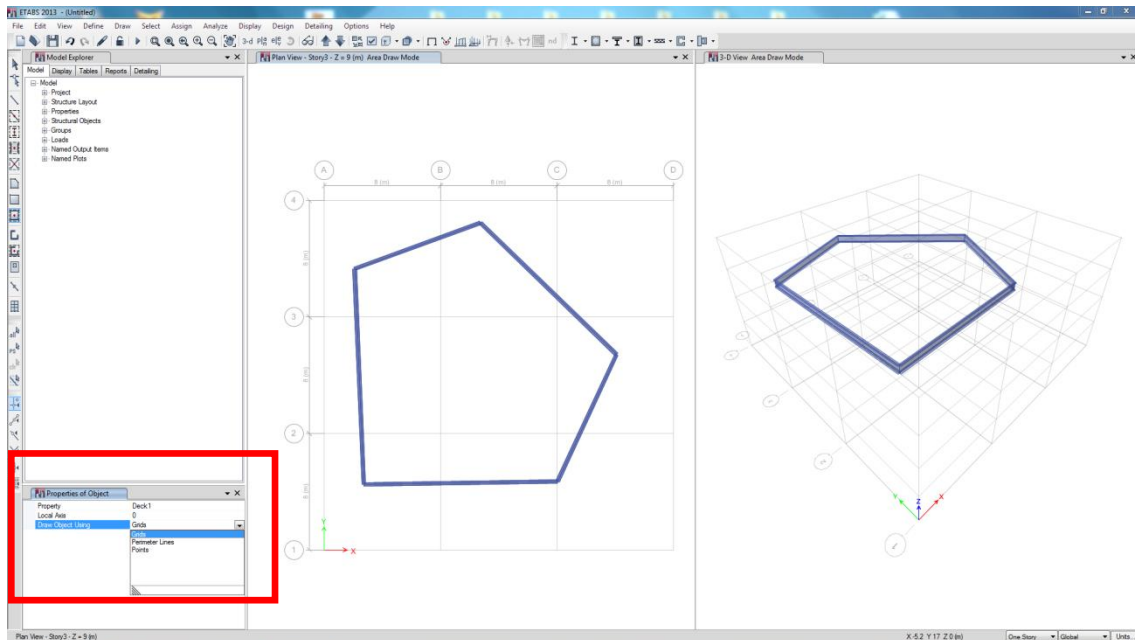 ETABS 2013 - (Untitled)
File Edit View Define Draw Select Assign Analyze Display Design Detailing Options Help
Model Explorer
Model Display Tables Reports Detailing
Model
Project
Structure Layout
Properties
Structural Objects
Groups
Loads
Named Output Items
Named Plots
Properties of Object
Property Deck1
Local Axis 0
Draw Object Using Grids
Grids
Perimeter Lines
Points
Plan View - Story3 - Z = 9 (m) Area Draw Mode
A B C D
8 (m) 8 (m) 8 (m)
4
8 (m)
3
8 (m)
2
8 (m)
1
Y
X
3-D View Area Draw Mode
Y Z X
Plan View - Story3 - Z = 9 (m)
X -5.2 Y 17 Z 0 (m)
One Story Global Units